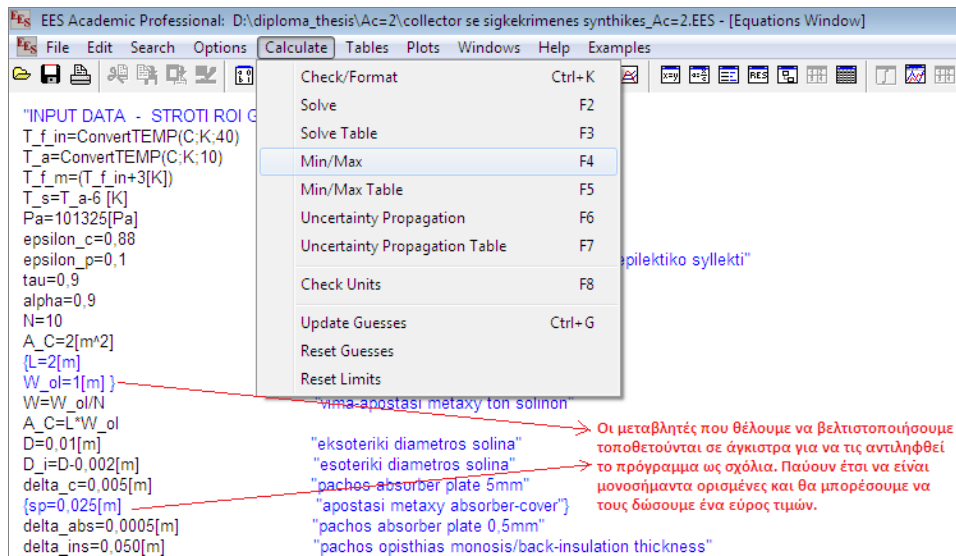 EES Academic Professional: D:\diploma_thesis\Ac=2\collector se sigkekrimenes synthikes_Ac=2.EES - [Equations Window]
File Edit Search Options Calculate Tables Plots Windows Help Examples
Check/Format Ctrl+K
Solve F2
Solve Table F3
Min/Max F4
Min/Max Table F5
Uncertainty Propagation F6
Uncertainty Propagation Table F7
Check Units F8
Update Guesses Ctrl+G
Reset Guesses
Reset Limits
"INPUT DATA - STROTI ROI
T_f_in=ConvertTEMP(C;K;40)
T_a=ConvertTEMP(C;K;10)
T_f_m=(T_f_in+3[K])
T_s=T_a-6 [K]
Pa=101325[Pa]
epsilon_c=0,88
epsilon_p=0,1 epilektiko syllekti"
tau=0,9
alpha=0,9
N=10
A_C=2[m^2]
{L=2[m]
W_ol=1[m] }
W=W_ol/N "vima-apostasi metaxy ton solinon"
A_C=L*W_ol
D=0,01[m] "eksoteriki diametros solina"
D_i=D-0,002[m] "esoteriki diametros solina"
delta_c=0,005[m] "pachos absorber plate 5mm"
{sp=0,025[m] "apostasi metaxy absorber-cover"}
delta_abs=0,0005[m] "pachos absorber plate 0,5mm"
delta_ins=0,050[m] "pachos opisthias monosis/back-insulation thickness"
Οι μεταβλητές που θέλουμε να βελτιστοποιήσουμε
τοποθετούνται σε άγκιστρα για να τις αντιληφθεί
το πρόγραμμα ως σχόλια. Παύουν έτσι να είναι
μονοσήμαντα ορισμένες και θα μπορέσουμε να
τους δώσουμε ένα εύρος τιμών.